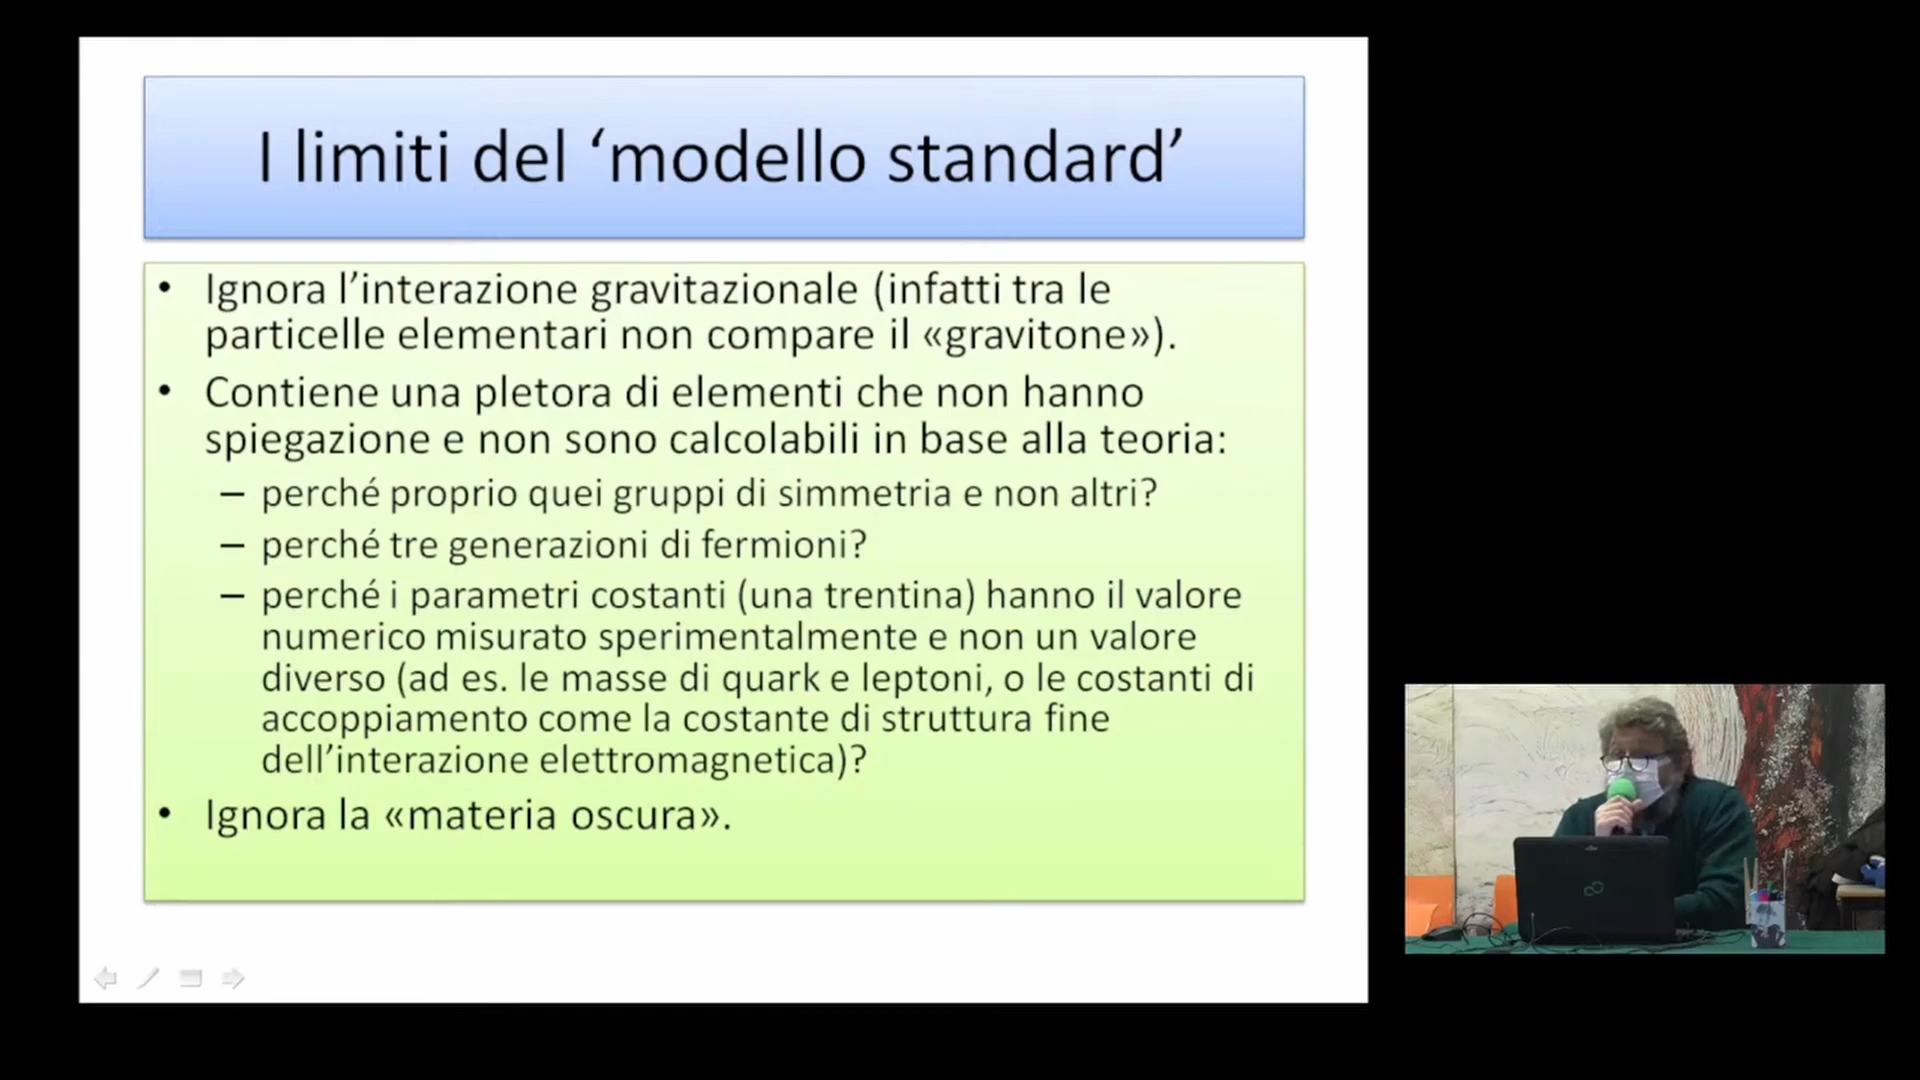 I limiti del ‘modello standard’
• Ignora l’interazione gravitazionale (infatti tra le
particelle elementari non compare il «gravitone»).
• Contiene una pletora di elementi che non hanno
spiegazione e non sono calcolabili in base alla teoria:
– perché proprio quei gruppi di simmetria e non altri?
– perché tre generazioni di fermioni?
– perché i parametri costanti (una trentina) hanno il valore
numerico misurato sperimentalmente e non un valore
diverso (ad es. le masse di quark e leptoni, o le costanti di
accoppiamento come la costante di struttura fine
dell’interazione elettromagnetica)?
• Ignora la «materia oscura».